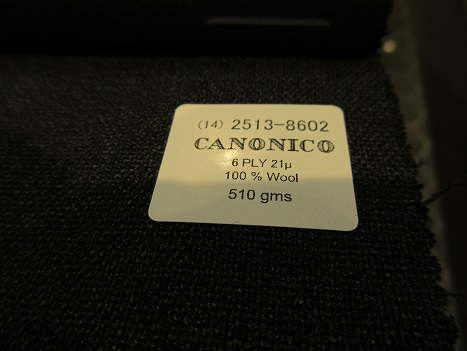 (14) 2513-8602
CANONICO
6 PLY 21µ
100 % Wool
510 gms